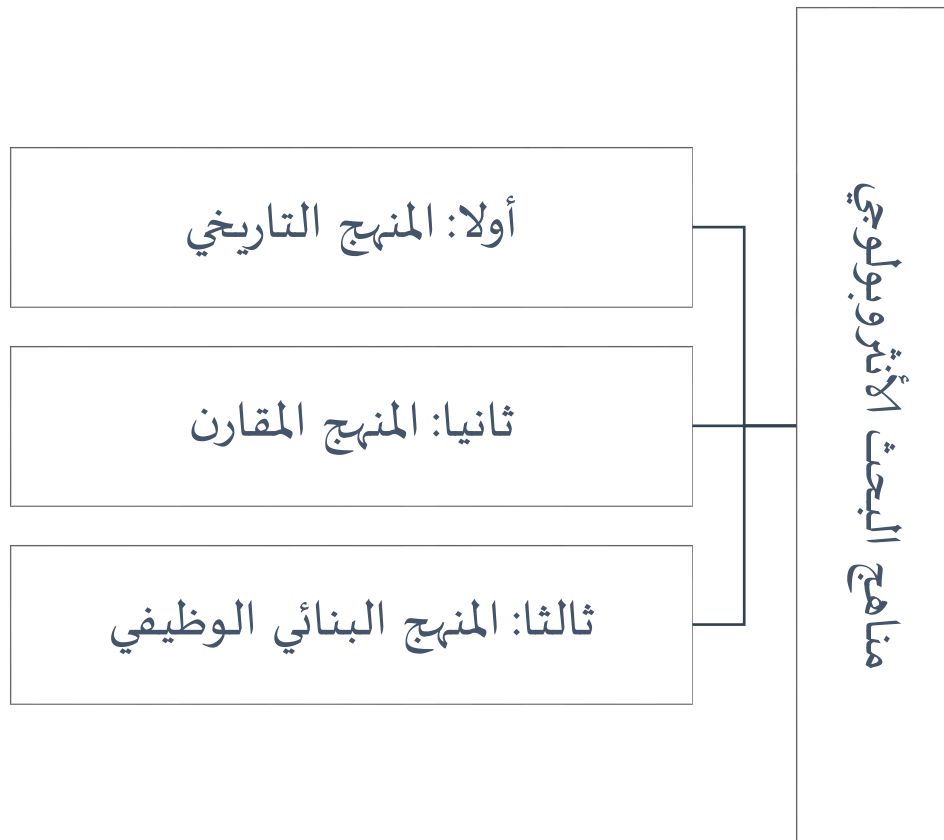 مناهج البحث الأنثروبولوجي
أولا: المنهج التاريخي
ثانيا: المنهج المقارن
ثالثا: المنهج البنائي الوظيفي